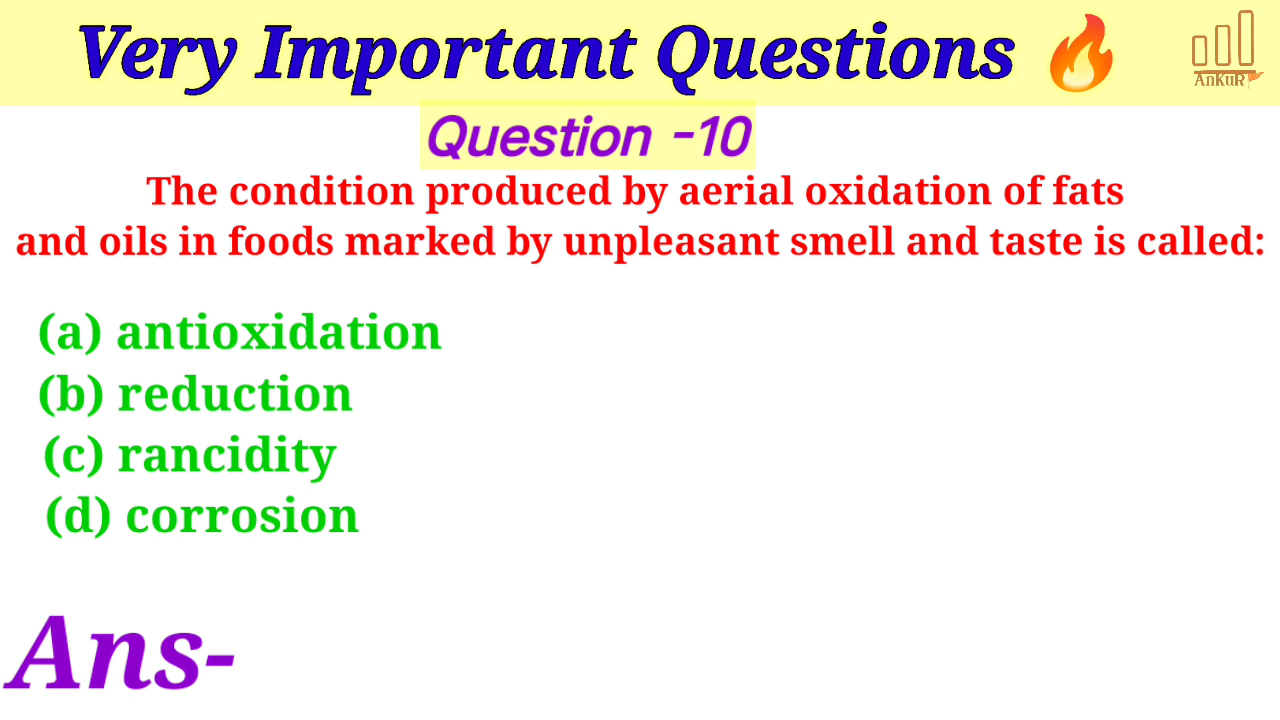 Very Important Questions 🔥
AnKuR
Question -10
The condition produced by aerial oxidation of fats
and oils in foods marked by unpleasant smell and taste is called:
(a) antioxidation
(b) reduction
(c) rancidity
(d) corrosion
Ans-